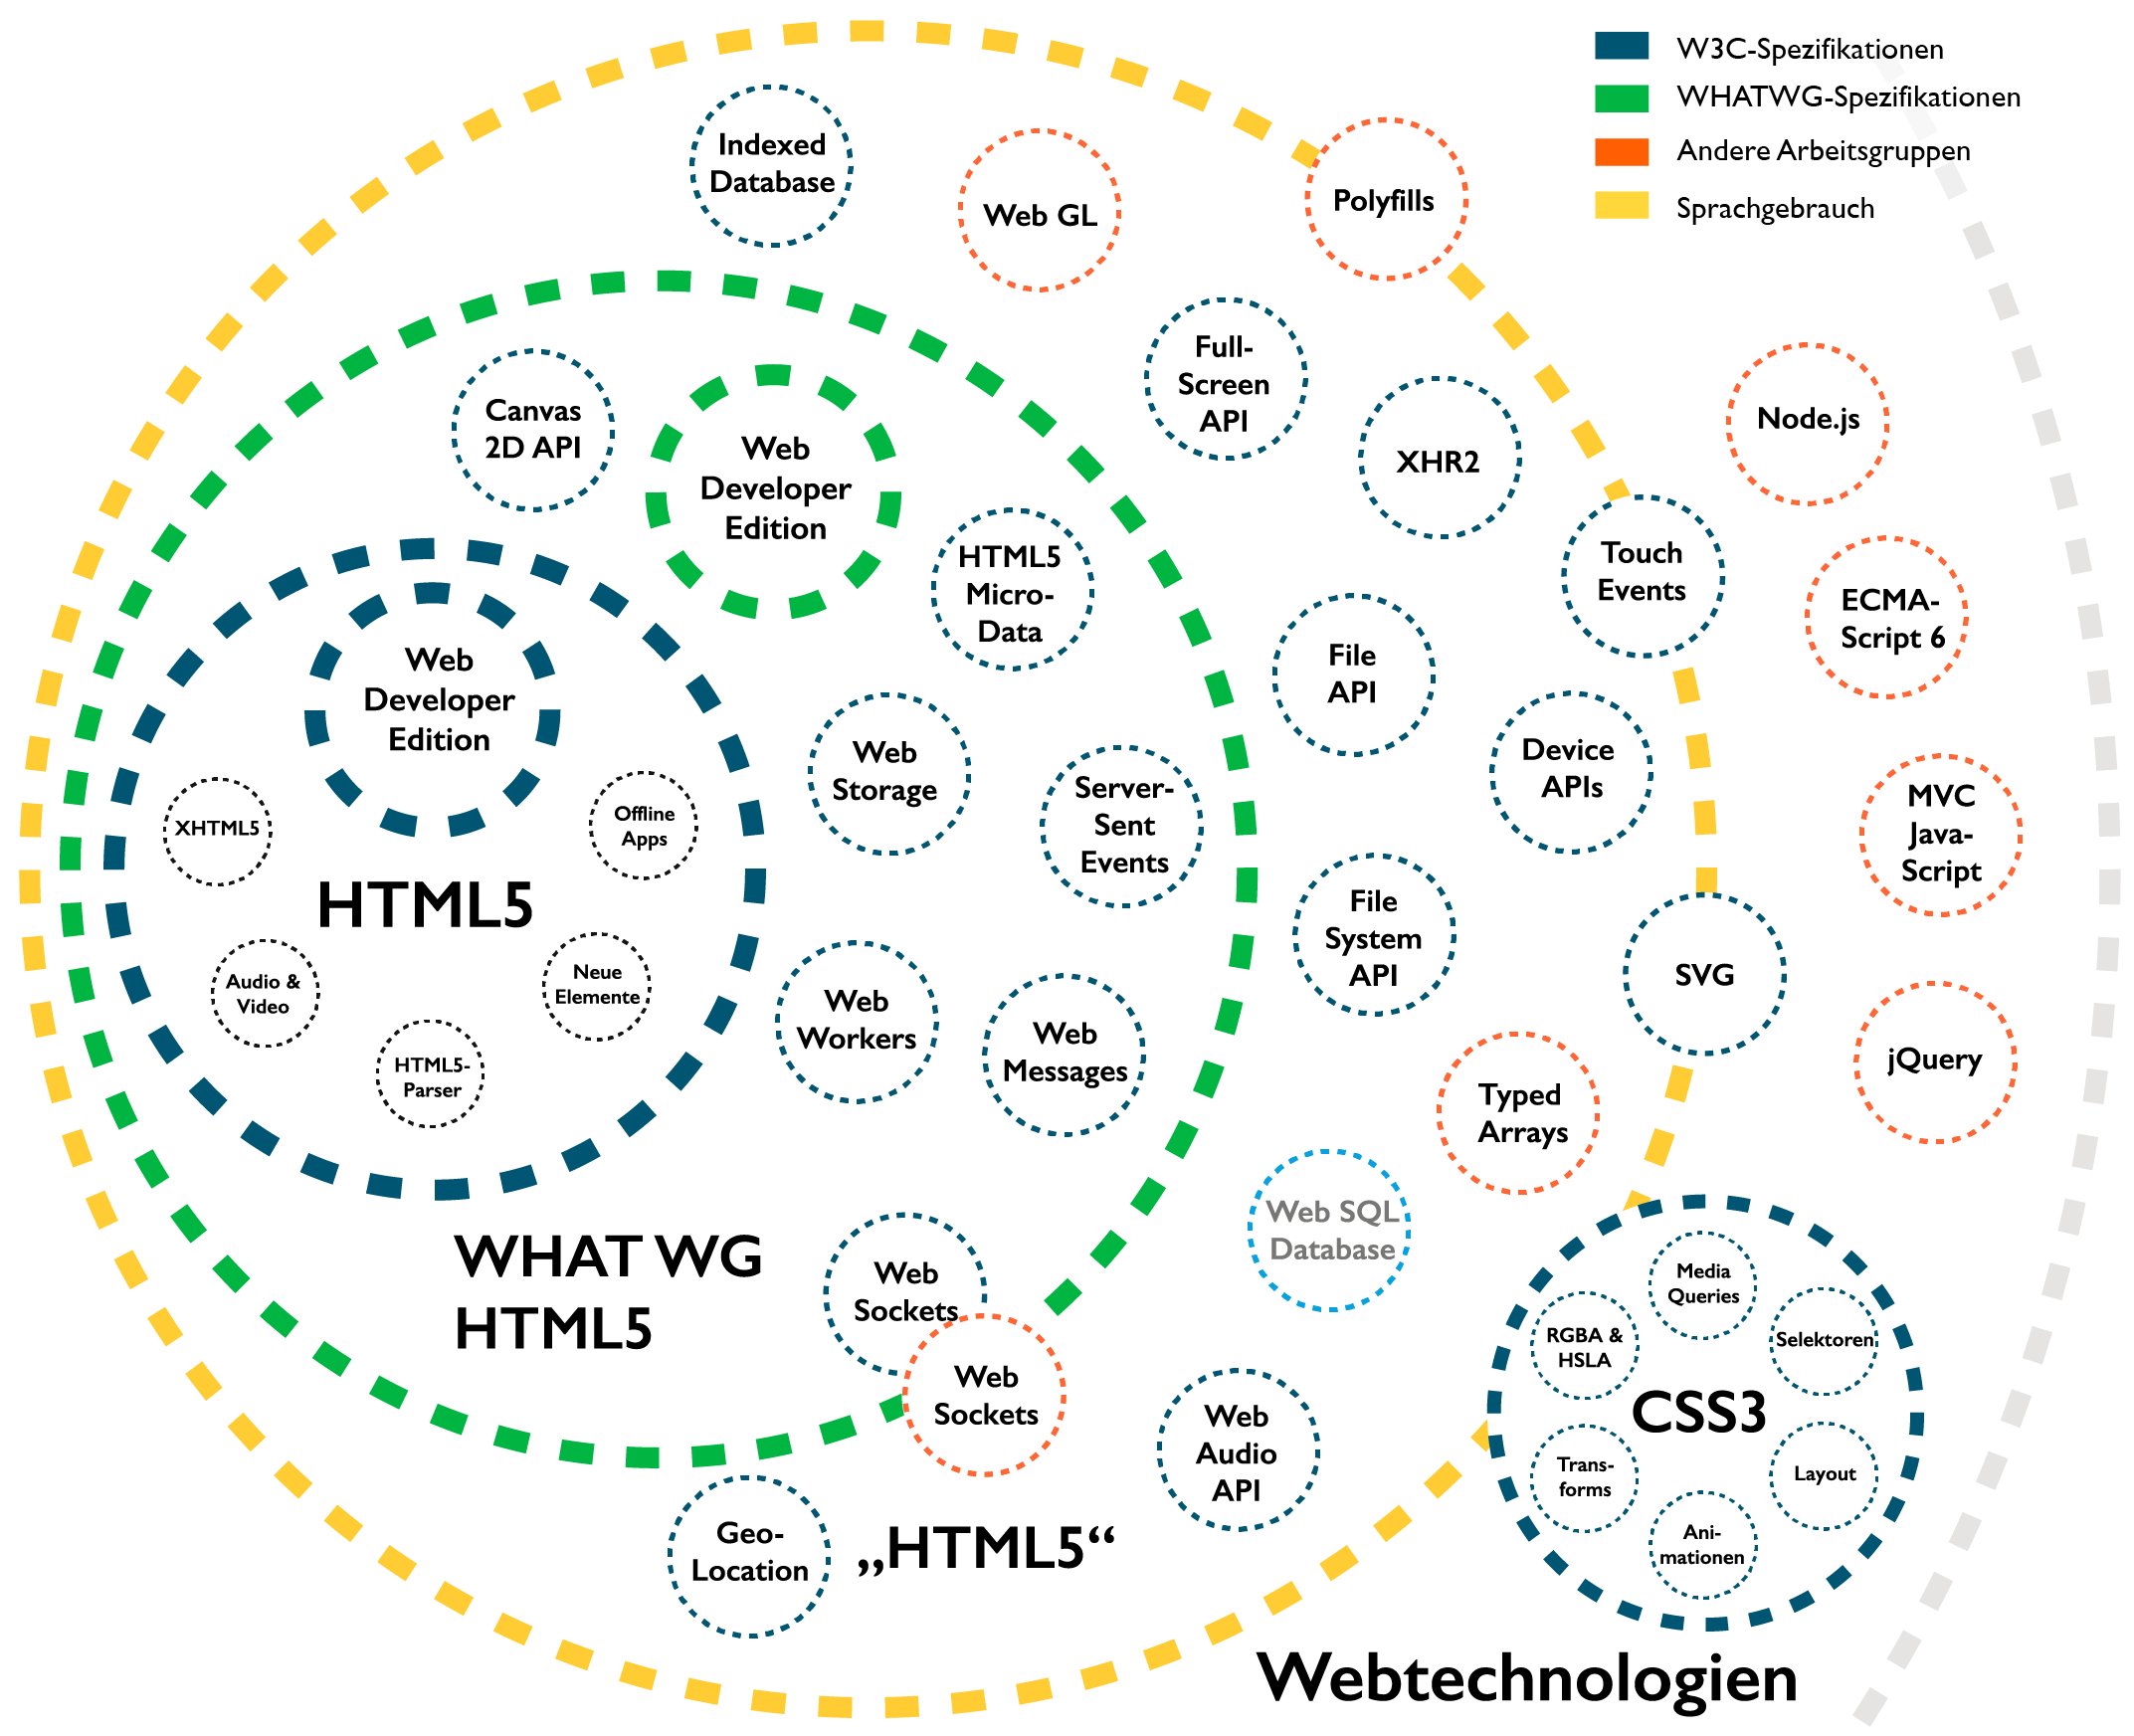 W3C-Spezifikationen
WHATWG-Spezifikationen
Andere Arbeitsgruppen
Sprachgebrauch
Indexed
Database
Web GL
Polyfills
Full-
Screen
API
XHR2
Node.js
Canvas
2D API
Web
Developer
Edition
HTML5
Micro-
Data
Touch
Events
ECMA-
Script 6
File
API
Web
Developer
Edition
Web
Storage
Server-
Sent
Events
Device
APIs
MVC
Java-
Script
XHTML5
Offline
Apps
HTML5
Audio &
Video
Neue
Elemente
HTML5-
Parser
Web
Workers
Web
Messages
File
System
API
SVG
jQuery
Typed
Arrays
Web SQL
Database
WHAT WG
HTML5
Web
Sockets
Web
Sockets
Media
Queries
RGBA &
HSLA
Selektoren
CSS3
Trans-
forms
Layout
Ani-
mationen
Web
Audio
API
Geo-
Location
„HTML5“
Webtechnologien